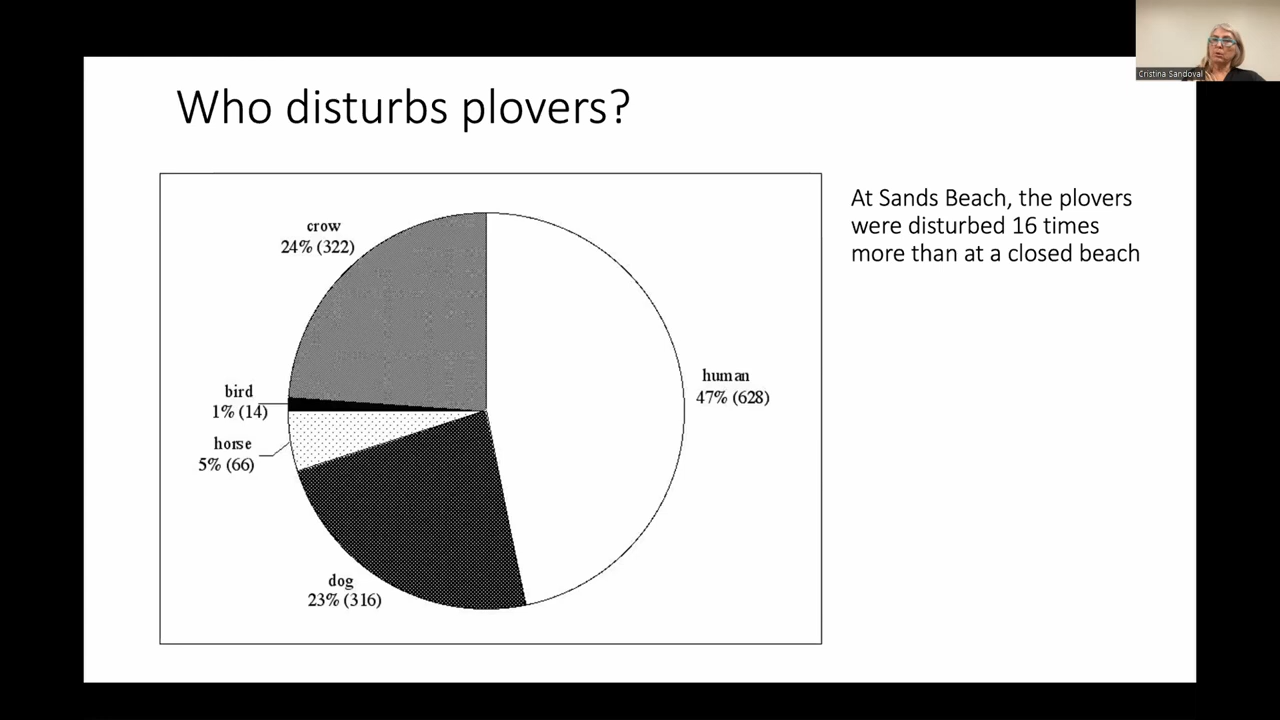 Cristina Sandoval
Who disturbs plovers?
At Sands Beach, the plovers
were disturbed 16 times
more than at a closed beach
crow
24% (322)
human
47% (628)
bird
1% (14)
horse
5% (66)
dog
23% (316)